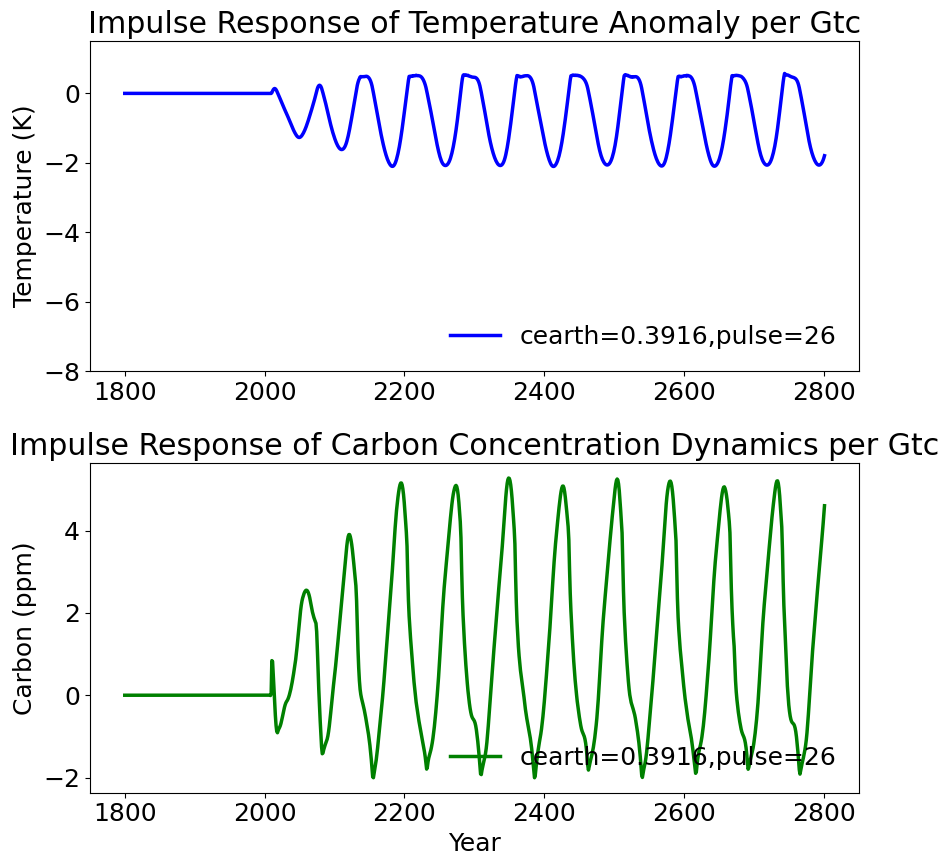 Impulse Response of Temperature Anomaly per Gtc
Temperature (K)
0
−2
−4
−6
−8
cearth=0.3916,pulse=26
1800 2000 2200 2400 2600 2800
Impulse Response of Carbon Concentration Dynamics per Gtc
Carbon (ppm)
4
2
0
−2
cearth=0.3916,pulse=26
1800 2000 2200 2400 2600 2800
Year